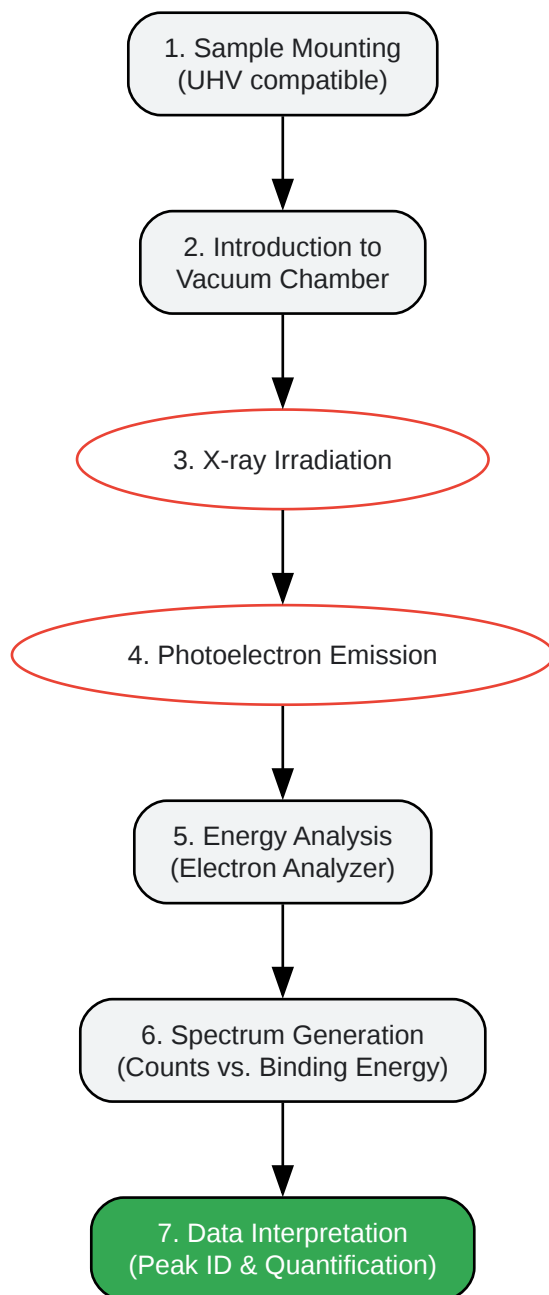 1. Sample Mounting
(UHV compatible)
2. Introduction to
Vacuum Chamber
3. X-ray Irradiation
4. Photoelectron Emission
5. Energy Analysis
(Electron Analyzer)
6. Spectrum Generation
(Counts vs. Binding Energy)
7. Data Interpretation
(Peak ID & Quantification)